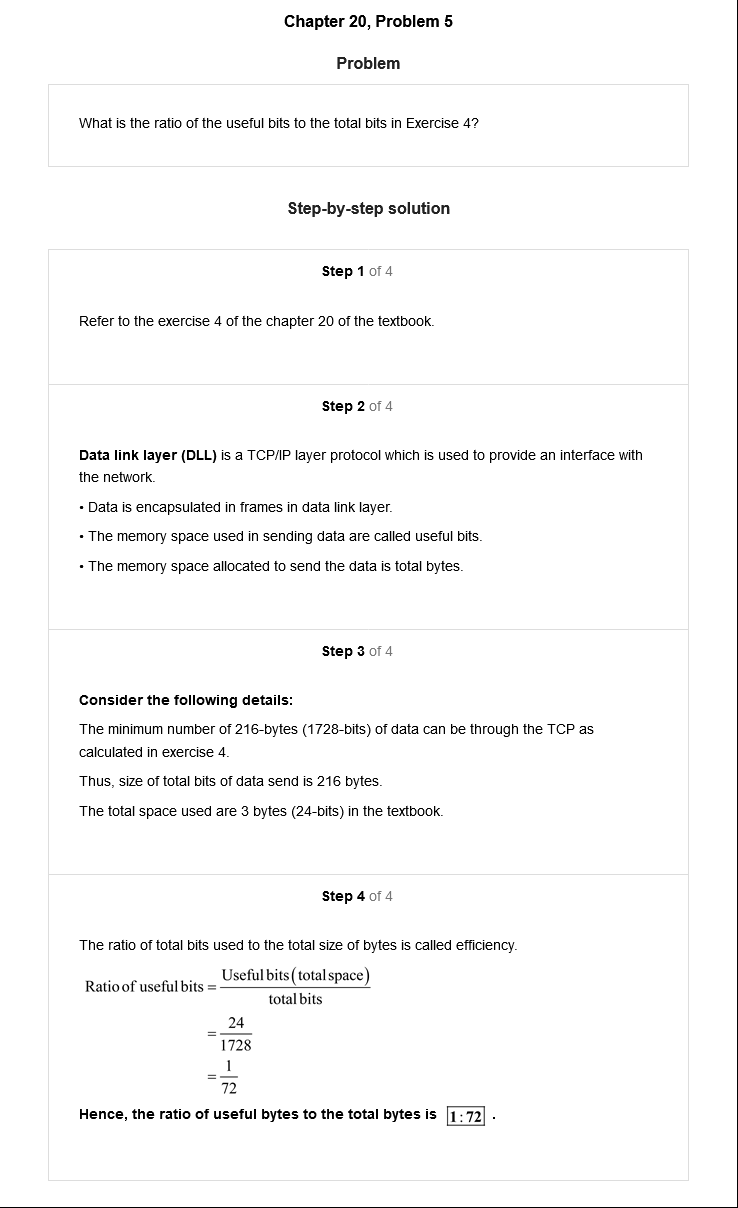 Chapter 20, Problem 5
Problem
What is the ratio of the useful bits to the total bits in Exercise 4?
Step-by-step solution
Step 1 of 4
Refer to the exercise 4 of the chapter 20 of the textbook.
Step 2 of 4
Data link layer (DLL) is a TCP/IP layer protocol which is used to provide an interface with
the network.
• Data is encapsulated in frames in data link layer.
• The memory space used in sending data are called useful bits.
• The memory space allocated to send the data is total bytes.
Step 3 of 4
Consider the following details:
The minimum number of 216-bytes (1728-bits) of data can be through the TCP as
calculated in exercise 4.
Thus, size of total bits of data send is 216 bytes.
The total space used are 3 bytes (24-bits) in the textbook.
Step 4 of 4
The ratio of total bits used to the total size of bytes is called efficiency.
Ratio of useful bits = Useful bits (total space) / total bits
= 24 / 1728
= 1 / 72
Hence, the ratio of useful bytes to the total bytes is 1:72 .